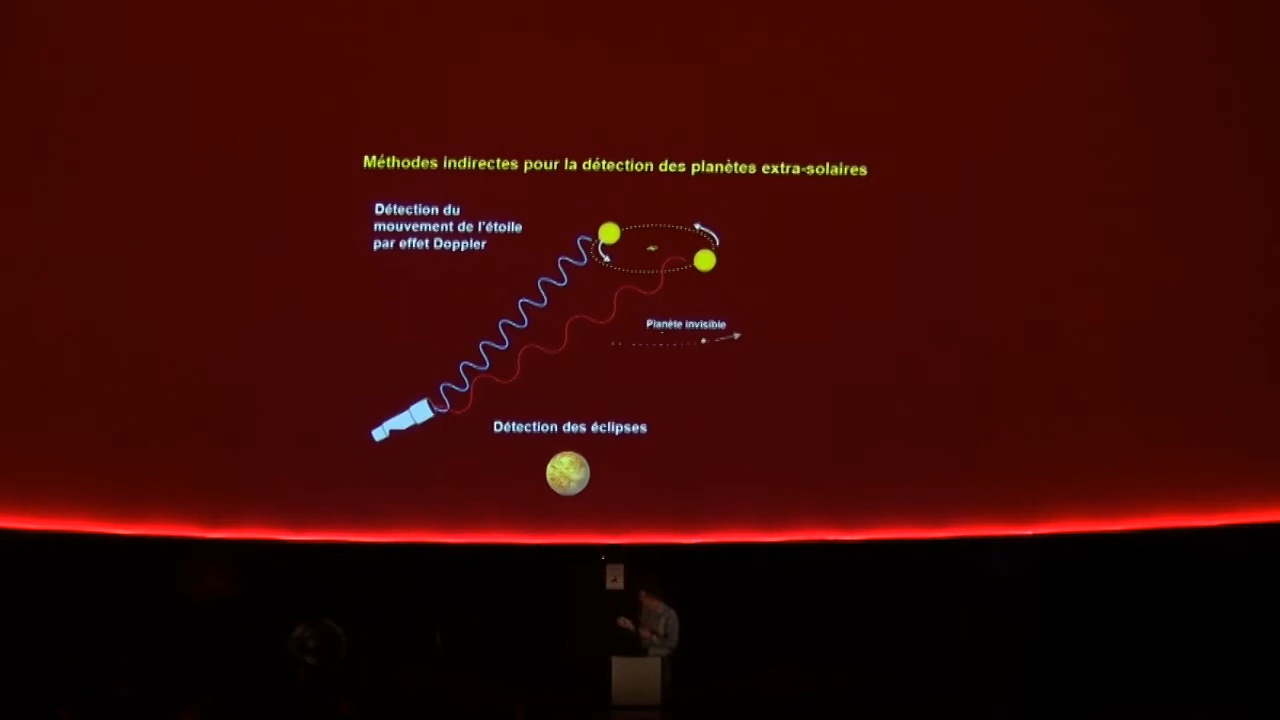 Méthodes indirectes pour la détection des planètes extra-solaires
Détection du
mouvement de l'étoile
par effet Doppler
Planète invisible
Détection des éclipses